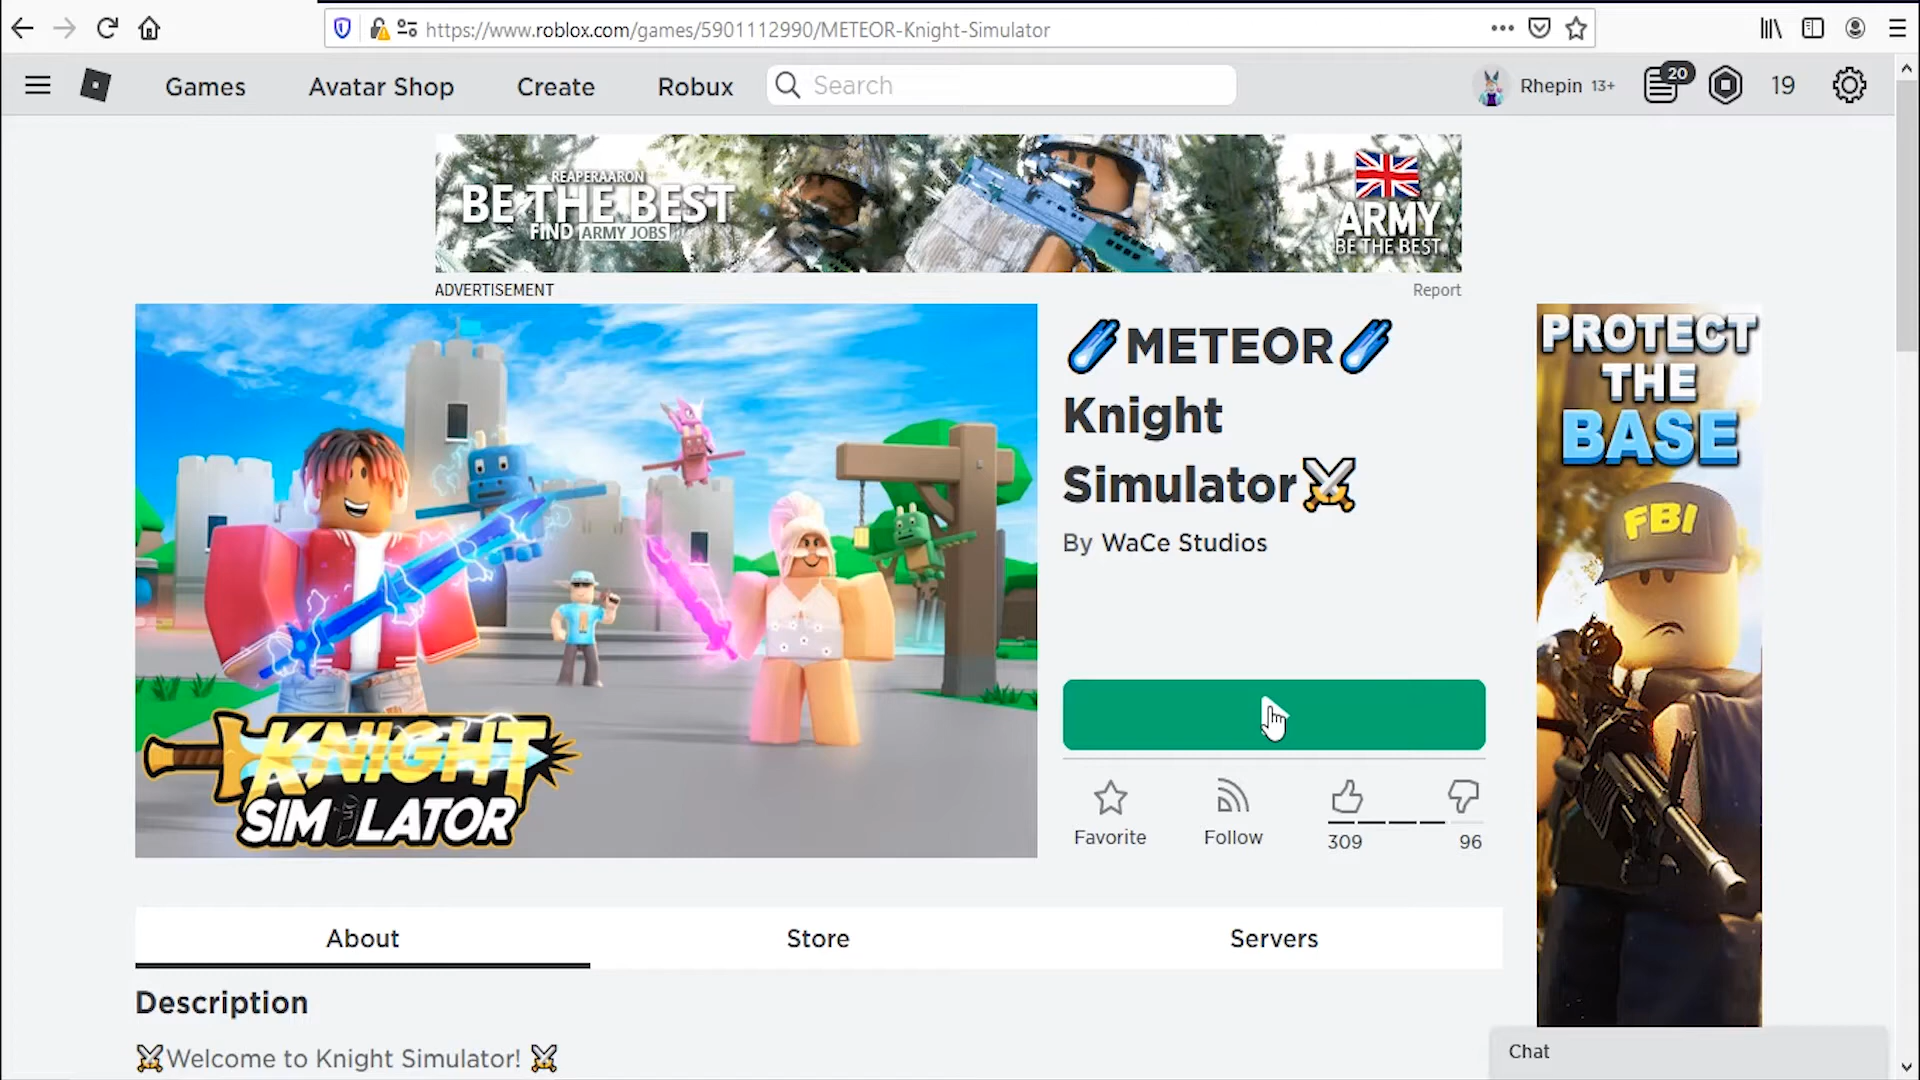 https://www.roblox.com/games/5901112990/METEOR-Knight-Simulator
Games
Avatar Shop
Create
Robux
Search
Rhepin 13+
20
19
REAPERAARON
BE THE BEST
FIND ARMY JOBS
ARMY
BE THE BEST
ADVERTISEMENT
Report
KNIGHT
SIMULATOR
METEOR
Knight
Simulator
By WaCe Studios
Favorite
Follow
309
96
PROTECT
THE
BASE
FBI
About
Store
Servers
Description
Welcome to Knight Simulator!
Chat